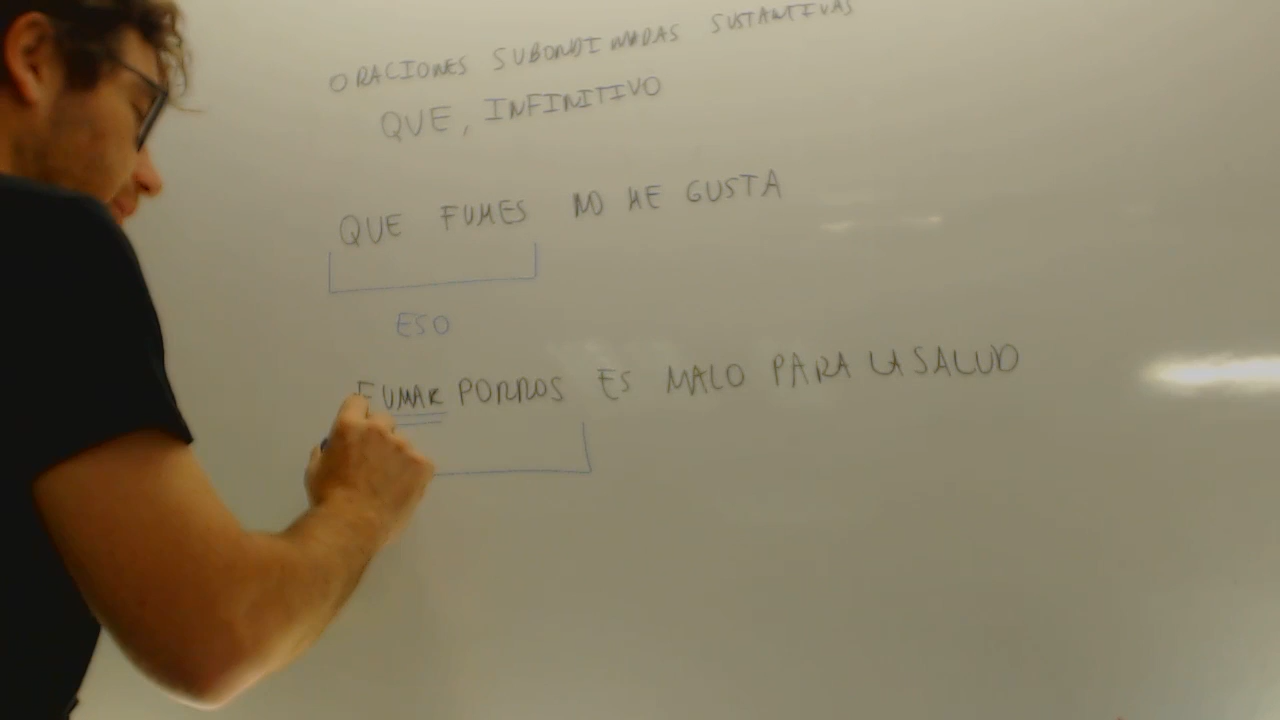 ORACIONES SUBORDINADAS SUSTANTIVAS
QUE, INFINITIVO
QUE FUMES NO ME GUSTA
ESO
FUMAR PORROS ES MALO PARA LA SALUD